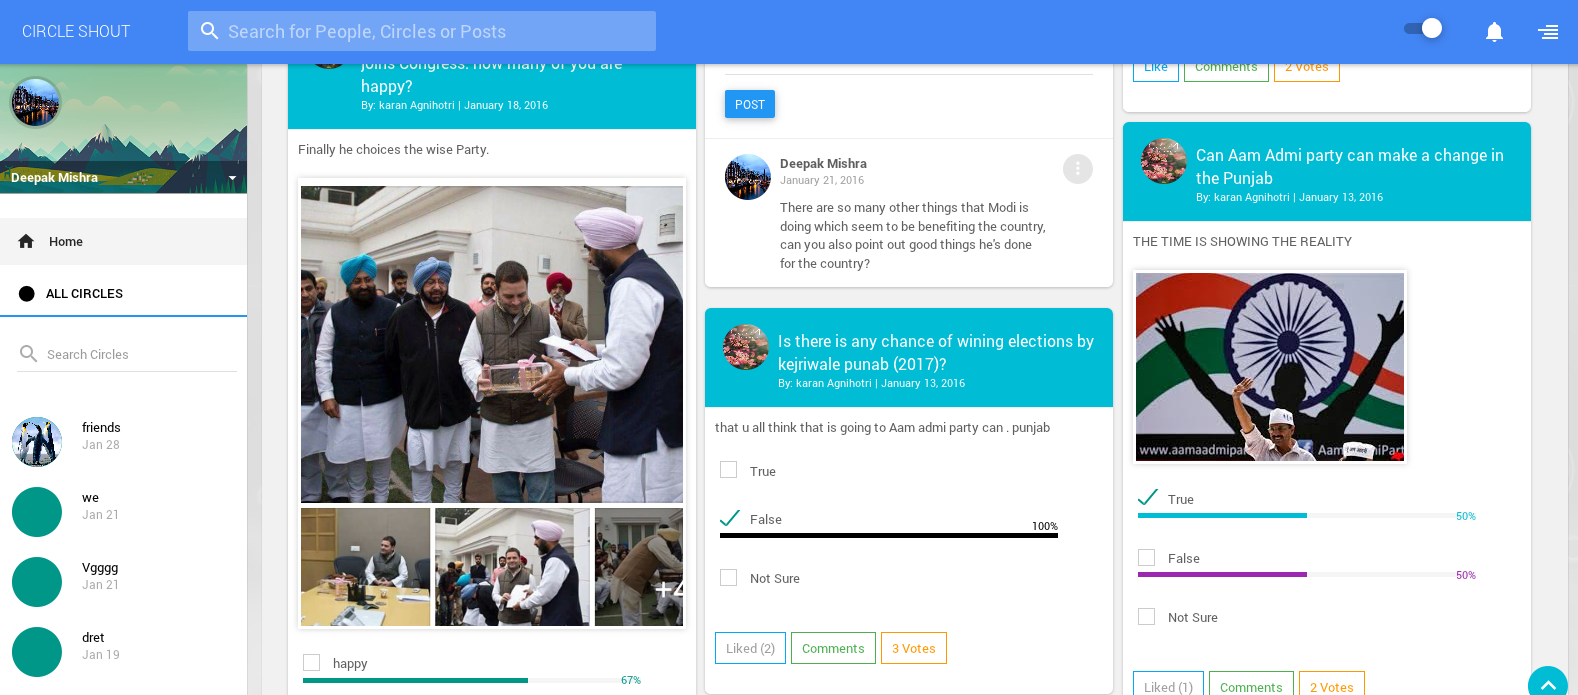 CIRCLE SHOUT
Search for People, Circles or Posts
Deepak Mishra
Home
ALL CIRCLES
Search Circles
friends
Jan 28
we
Jan 21
Vgggg
Jan 21
dret
Jan 19
joins Congress. how many of you are
happy?
By: karan Agnihotri | January 18, 2016
Finally he choices the wise Party.
+4
happy
67%
POST
Deepak Mishra
January 21, 2016
There are so many other things that Modi is
doing which seem to be benefiting the country,
can you also point out good things he's done
for the country?
Is there is any chance of wining elections by
kejriwale punab (2017)?
By: karan Agnihotri | January 13, 2016
that u all think that is going to Aam admi party can . punjab
True
False
100%
Not Sure
Liked (2)
Comments
3 Votes
Like
Comments
2 Votes
Can Aam Admi party can make a change in
the Punjab
By: karan Agnihotri | January 13, 2016
THE TIME IS SHOWING THE REALITY
www.aamaadmipar
AamaadmiPart
True
50%
False
50%
Not Sure
Liked (1)
Comments
2 Votes